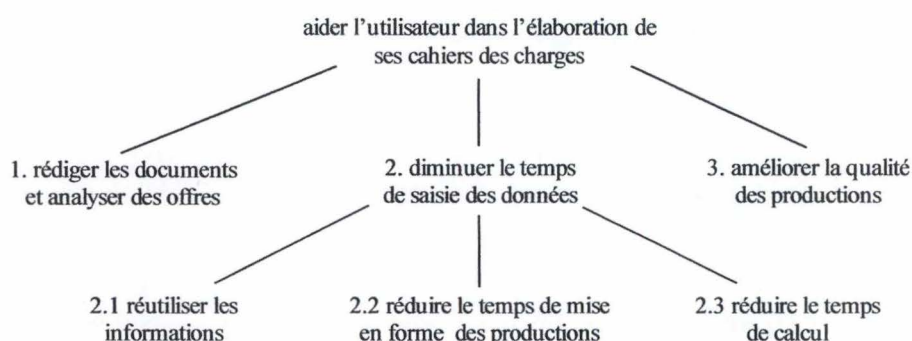 aider l'utilisateur dans l'élaboration de
ses cahiers des charges
1. rédiger les documents
et analyser des offres
2. diminuer le temps
de saisie des données
3. améliorer la qualité
des productions
2.1 réutiliser les
informations
2.2 réduire le temps de mise
en forme des productions
2.3 réduire le temps
de calcul